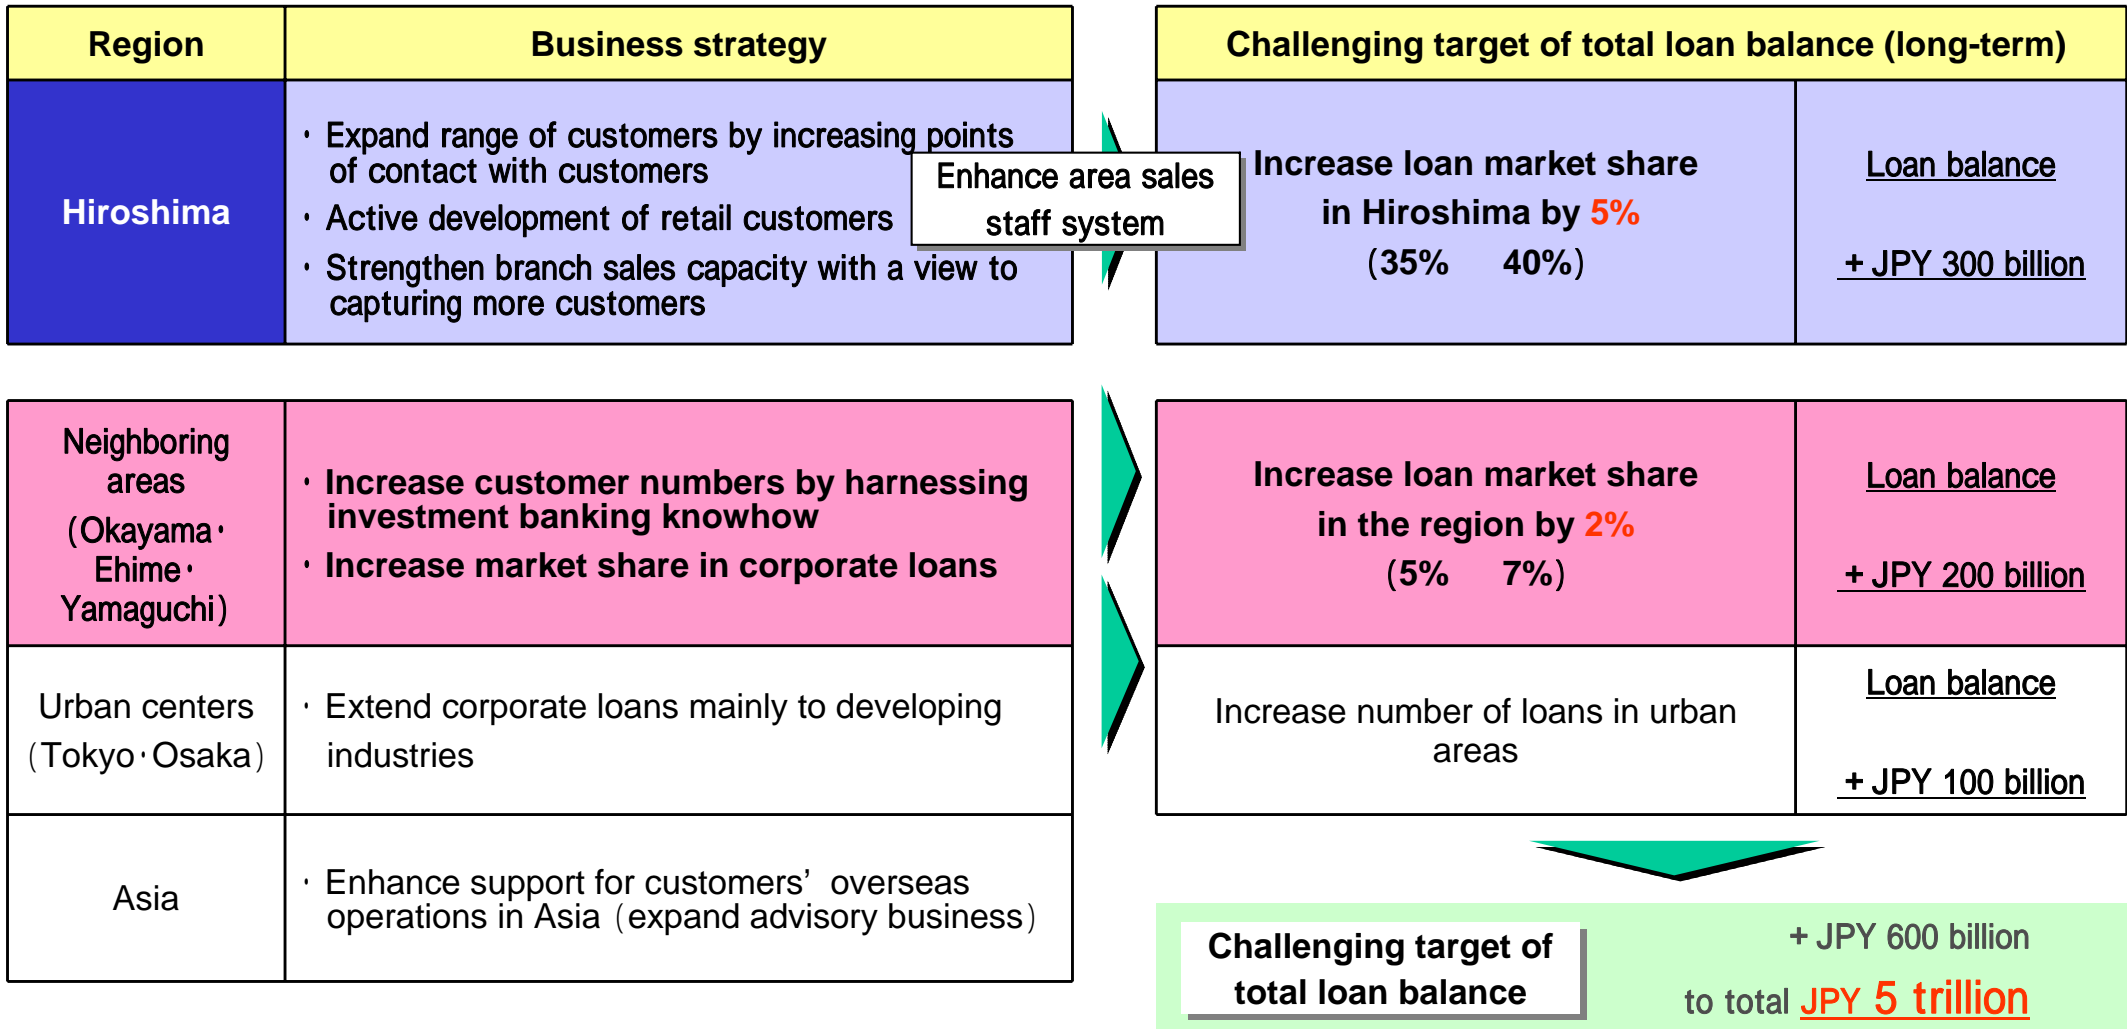 Region
Business strategy
Challenging target of total loan balance (long-term)
Hiroshima
・Expand range of customers by increasing points
of contact with customers
・Active development of retail customers
・Strengthen branch sales capacity with a view to
capturing more customers
Enhance area sales
staff system
Increase loan market share
in Hiroshima by 5%
(35% 40%)
Loan balance
+ JPY 300 billion
Neighboring
areas
(Okayama・
Ehime・
Yamaguchi)
・Increase customer numbers by harnessing
investment banking knowhow
・Increase market share in corporate loans
Increase loan market share
in the region by 2%
(5% 7%)
Loan balance
+ JPY 200 billion
Urban centers
(Tokyo・Osaka)
・Extend corporate loans mainly to developing
industries
Increase number of loans in urban
areas
Loan balance
+ JPY 100 billion
Asia
・Enhance support for customers’ overseas
operations in Asia (expand advisory business)
Challenging target of
total loan balance
+ JPY 600 billion
to total JPY 5 trillion